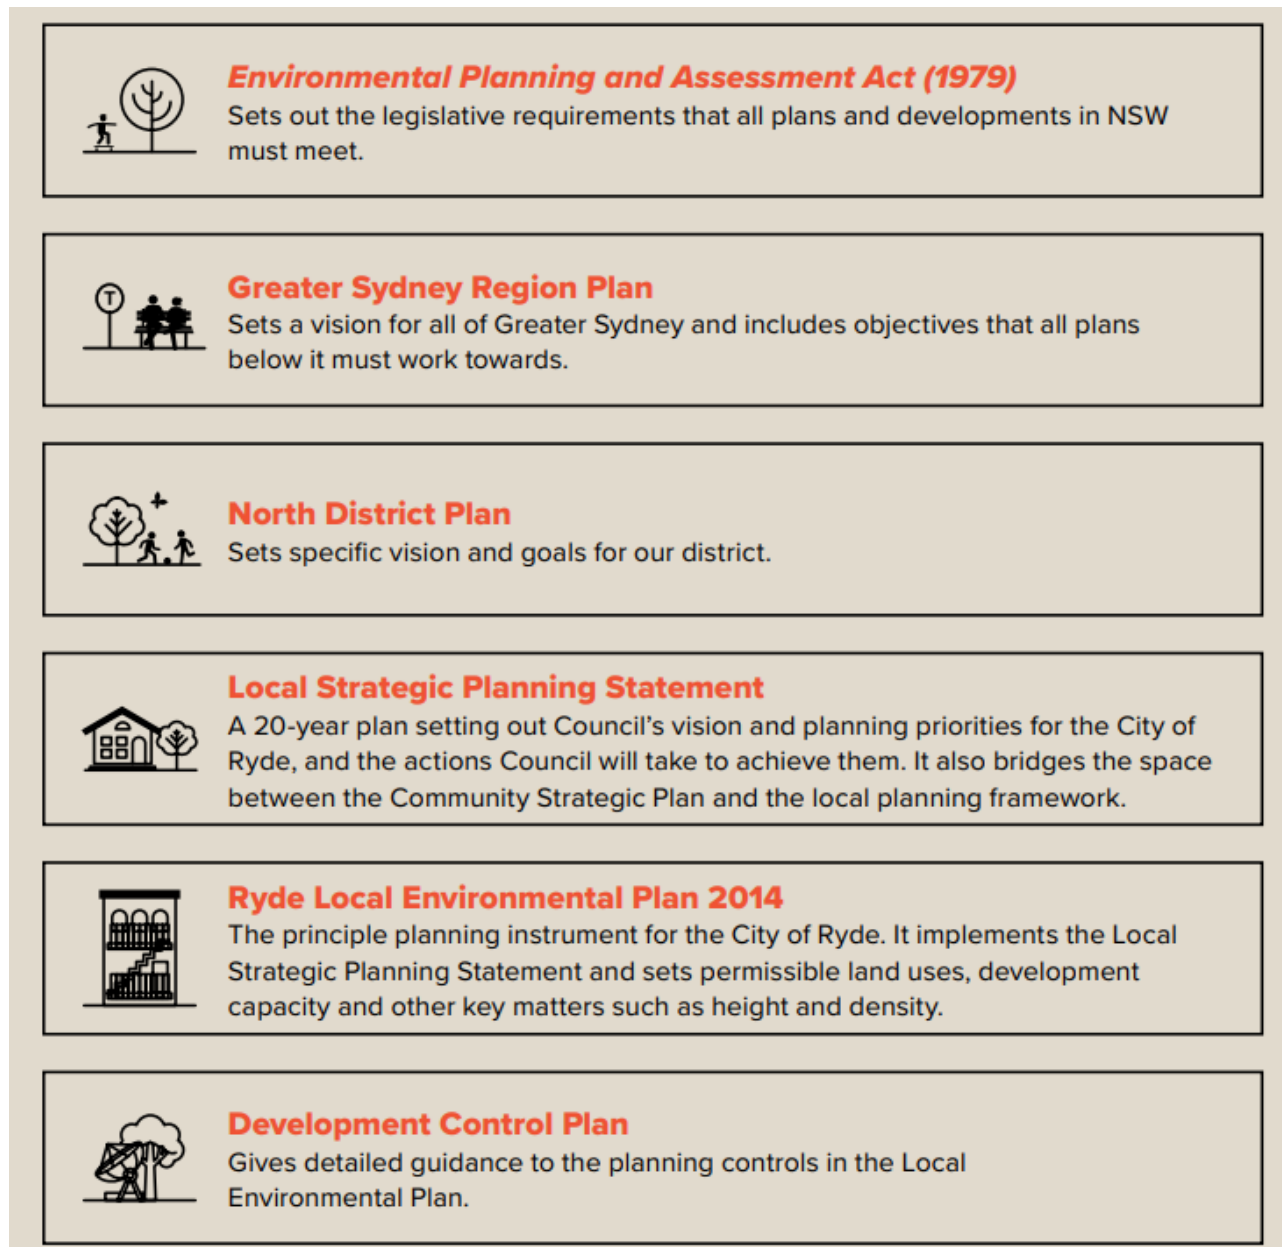 Environmental Planning and Assessment Act (1979)
Sets out the legislative requirements that all plans and developments in NSW
must meet.
T
Greater Sydney Region Plan
Sets a vision for all of Greater Sydney and includes objectives that all plans
below it must work towards.
North District Plan
Sets specific vision and goals for our district.
Local Strategic Planning Statement
A 20-year plan setting out Council’s vision and planning priorities for the City of
Ryde, and the actions Council will take to achieve them. It also bridges the space
between the Community Strategic Plan and the local planning framework.
Ryde Local Environmental Plan 2014
The principle planning instrument for the City of Ryde. It implements the Local
Strategic Planning Statement and sets permissible land uses, development
capacity and other key matters such as height and density.
Development Control Plan
Gives detailed guidance to the planning controls in the Local
Environmental Plan.